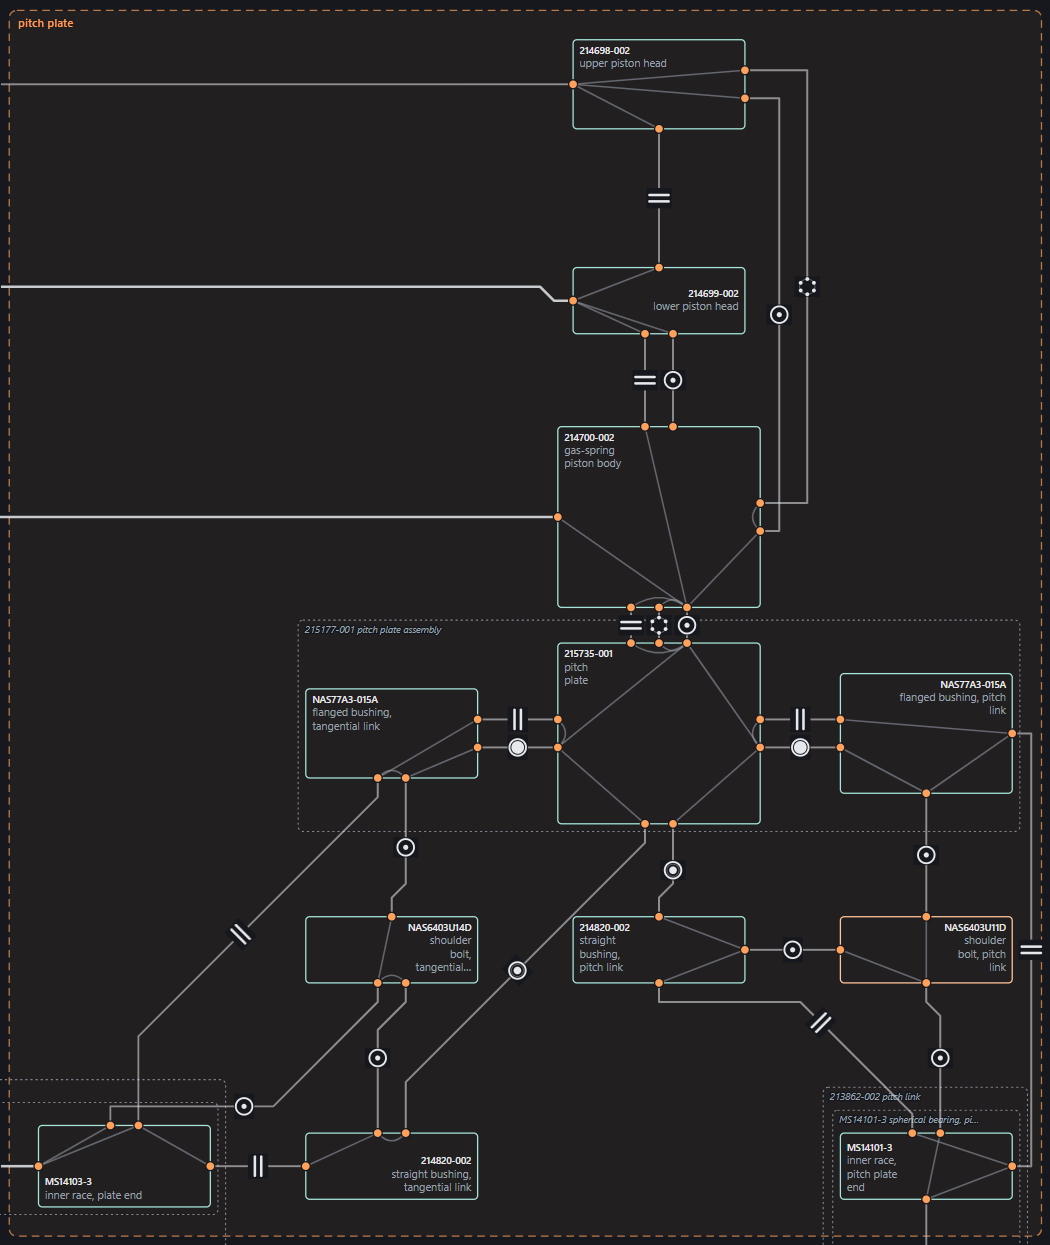 pitch plate
214698-002
upper piston head
214699-002
lower piston head
214700-002
gas-spring
piston body
215177-001 pitch plate assembly
215735-001
pitch
plate
NAS77A3-015A
flanged bushing,
tangential link
NAS77A3-015A
flanged bushing, pitch
link
NAS6403U14D
shoulder
bolt,
tangential...
214820-002
straight
bushing,
pitch link
NAS6403U11D
shoulder
bolt, pitch
link
213862-002 pitch link
MS14101-3 spherical bearing, pi...
MS14103-3
inner race, plate end
214820-002
straight bushing,
tangential link
MS14101-3
inner race,
pitch plate
end